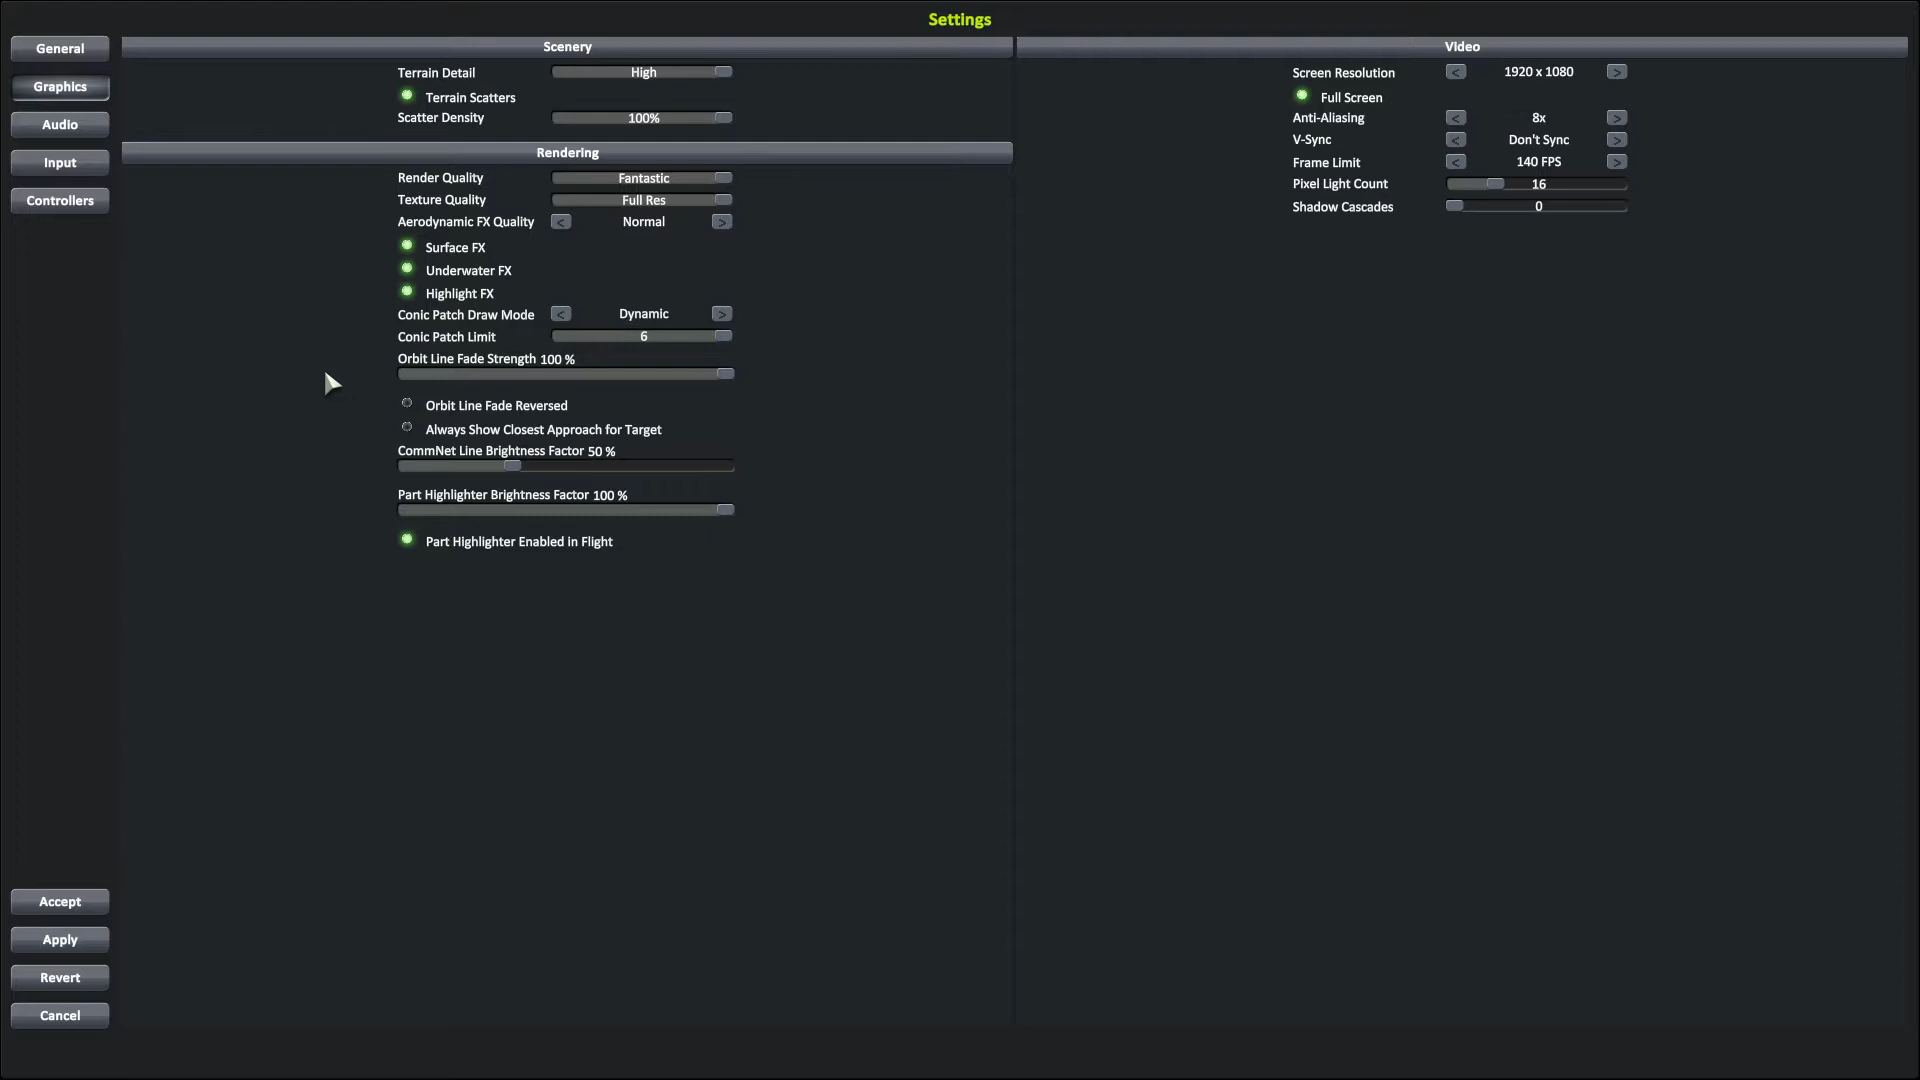 Settings
General
Graphics
Audio
Input
Controllers
Scenery
Terrain Detail High
Terrain Scatters
Scatter Density 100%
Rendering
Render Quality Fantastic
Texture Quality Full Res
Aerodynamic FX Quality < Normal >
Surface FX
Underwater FX
Highlight FX
Conic Patch Draw Mode < Dynamic >
Conic Patch Limit 6
Orbit Line Fade Strength 100 %
Orbit Line Fade Reversed
Always Show Closest Approach for Target
CommNet Line Brightness Factor 50 %
Part Highlighter Brightness Factor 100 %
Part Highlighter Enabled in Flight
Video
Screen Resolution < 1920 x 1080 >
Full Screen
Anti-Aliasing < 8x >
V-Sync < Don't Sync >
Frame Limit < 140 FPS >
Pixel Light Count 16
Shadow Cascades 0
Accept
Apply
Revert
Cancel